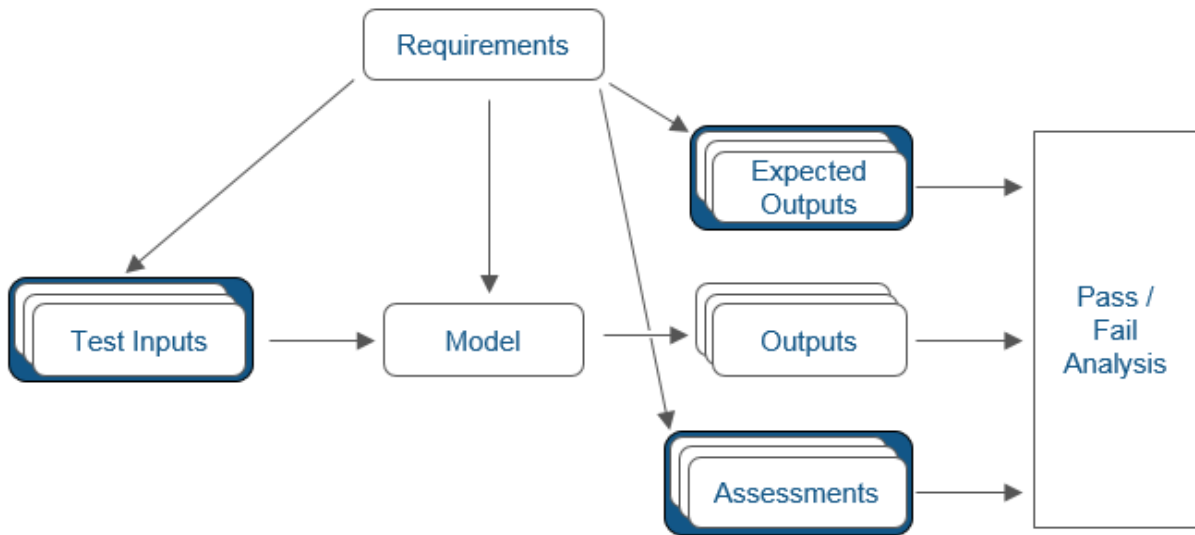 Requirements
Expected
Outputs
Test Inputs
Model
Outputs
Pass /
Fail
Analysis
Assessments